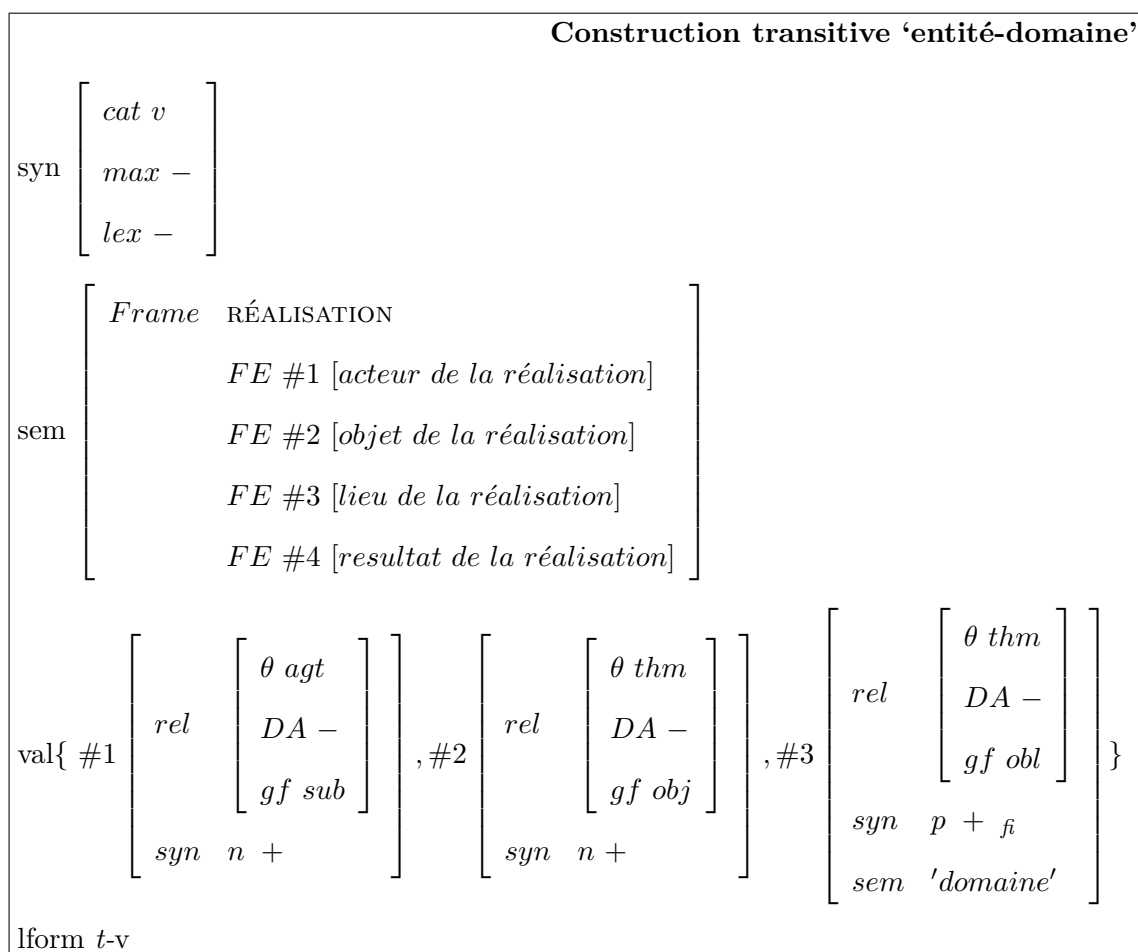 Construction transitive ‘entité-domaine’
cat v
syn max −
lex −
Frame RÉALISATION
FE #1 [acteur de la réalisation]
FE #2 [objet de la réalisation]
sem
FE #3 [lieu de la réalisation]
FE #4 [resultat de la réalisation]
θ agt θ thm θ thm
rel DA − rel DA − rel DA −
gf sub gf obj gf obl
val{ #1 , #2 , #3 }
syn n + syn n + syn p + fi
sem 'domaine'
lform t-v